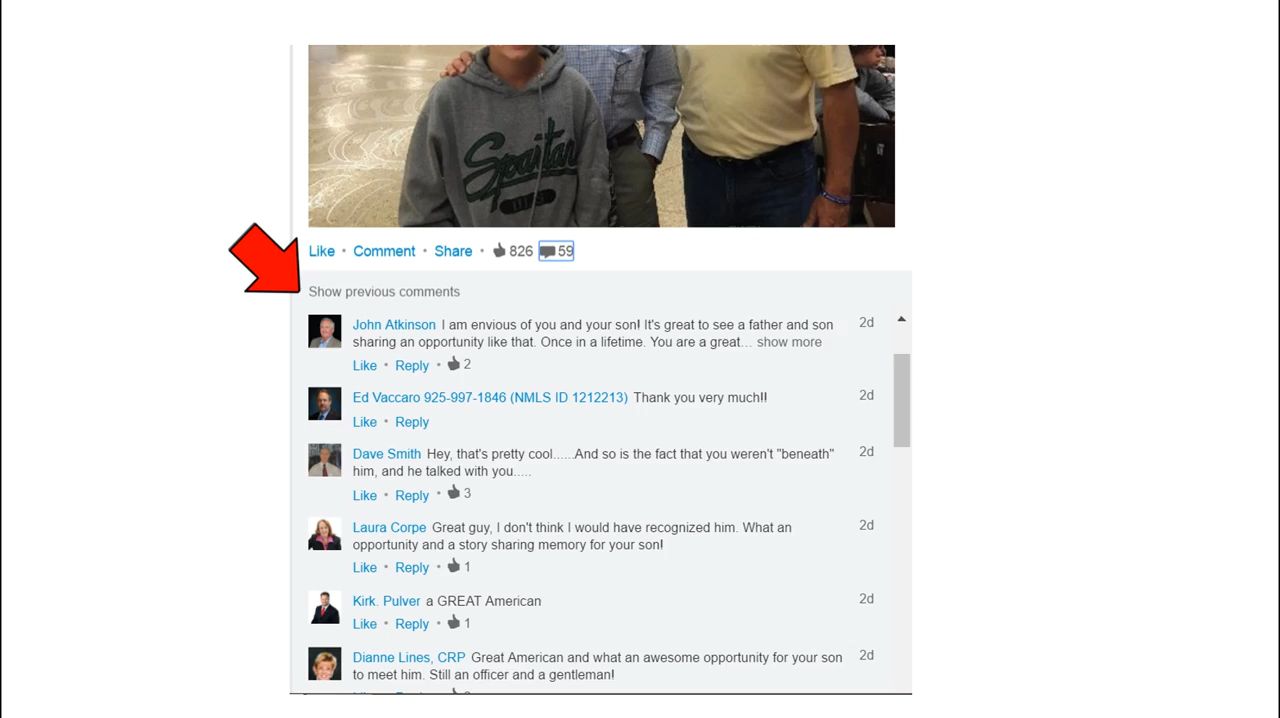 Spartan
Like • Comment • Share • 826 59
Show previous comments
John Atkinson I am envious of you and your son! It's great to see a father and son 2d
sharing an opportunity like that. Once in a lifetime. You are a great... show more
Like • Reply • 2
Ed Vaccaro 925-997-1846 (NMLS ID 1212213) Thank you very much!! 2d
Like • Reply
Dave Smith Hey, that's pretty cool......And so is the fact that you weren't "beneath" 2d
him, and he talked with you.....
Like • Reply • 3
Laura Corpe Great guy, I don't think I would have recognized him. What an 2d
opportunity and a story sharing memory for your son!
Like • Reply • 1
Kirk. Pulver a GREAT American 2d
Like • Reply • 1
Dianne Lines, CRP Great American and what an awesome opportunity for your son 2d
to meet him. Still an officer and a gentleman!